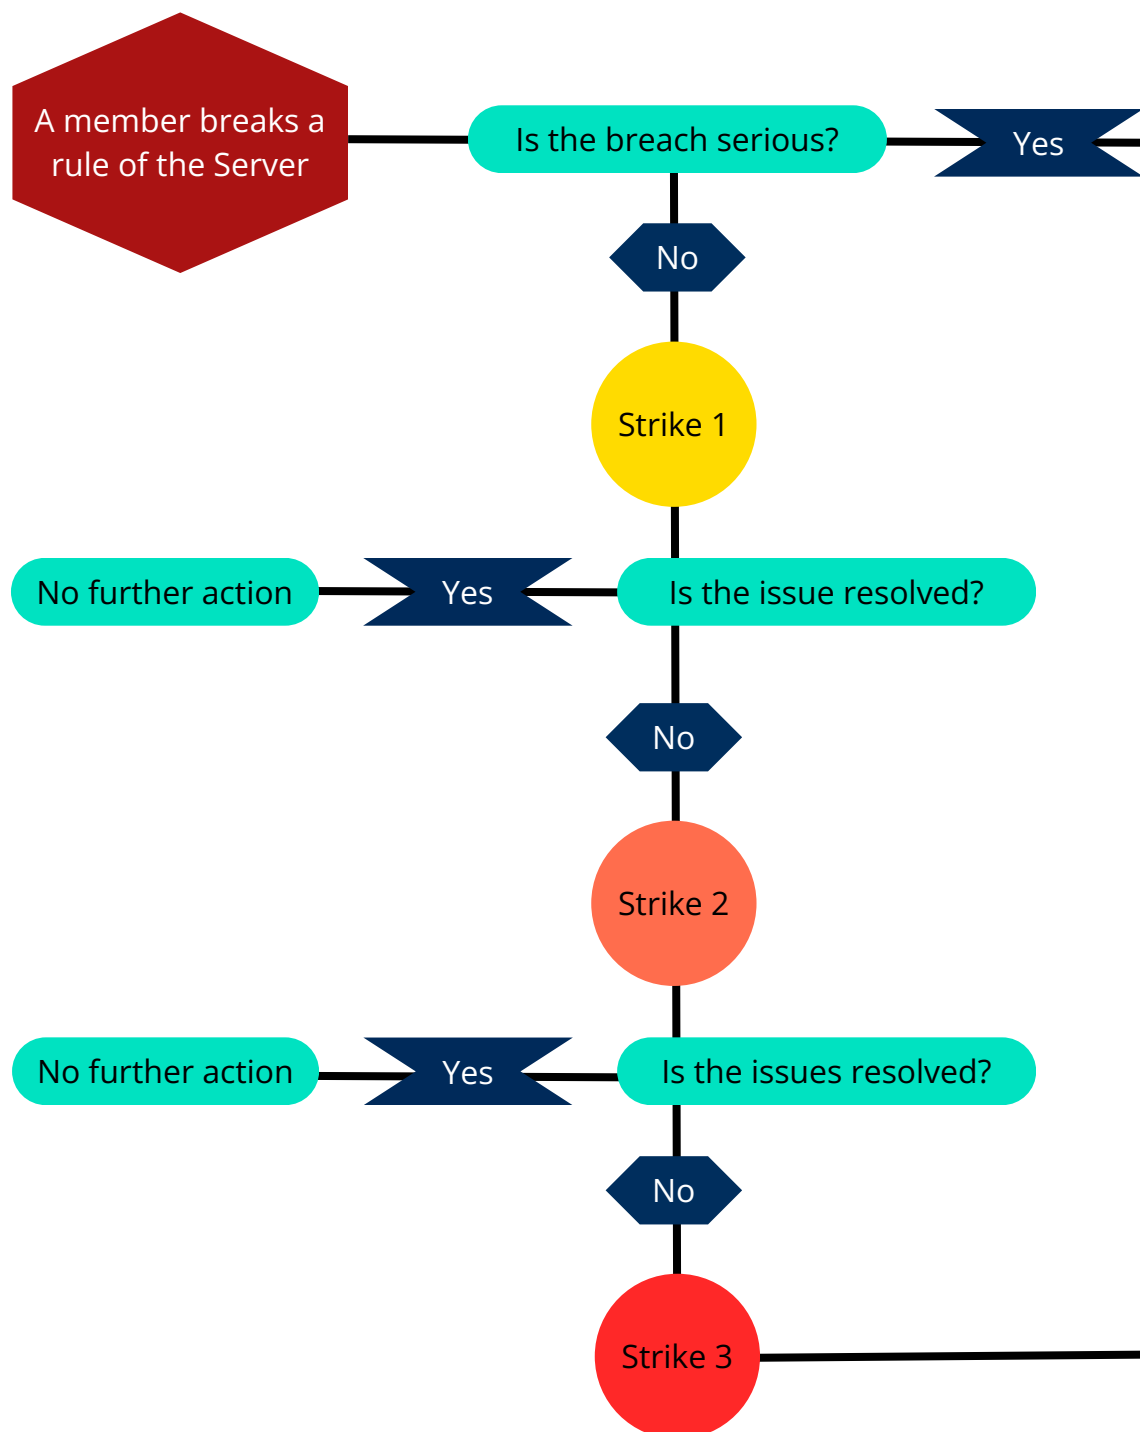 A member breaks a
rule of the Server
Is the breach serious?
Yes
No
Strike 1
No further action
Yes
Is the issue resolved?
No
Strike 2
No further action
Yes
Is the issues resolved?
No
Strike 3